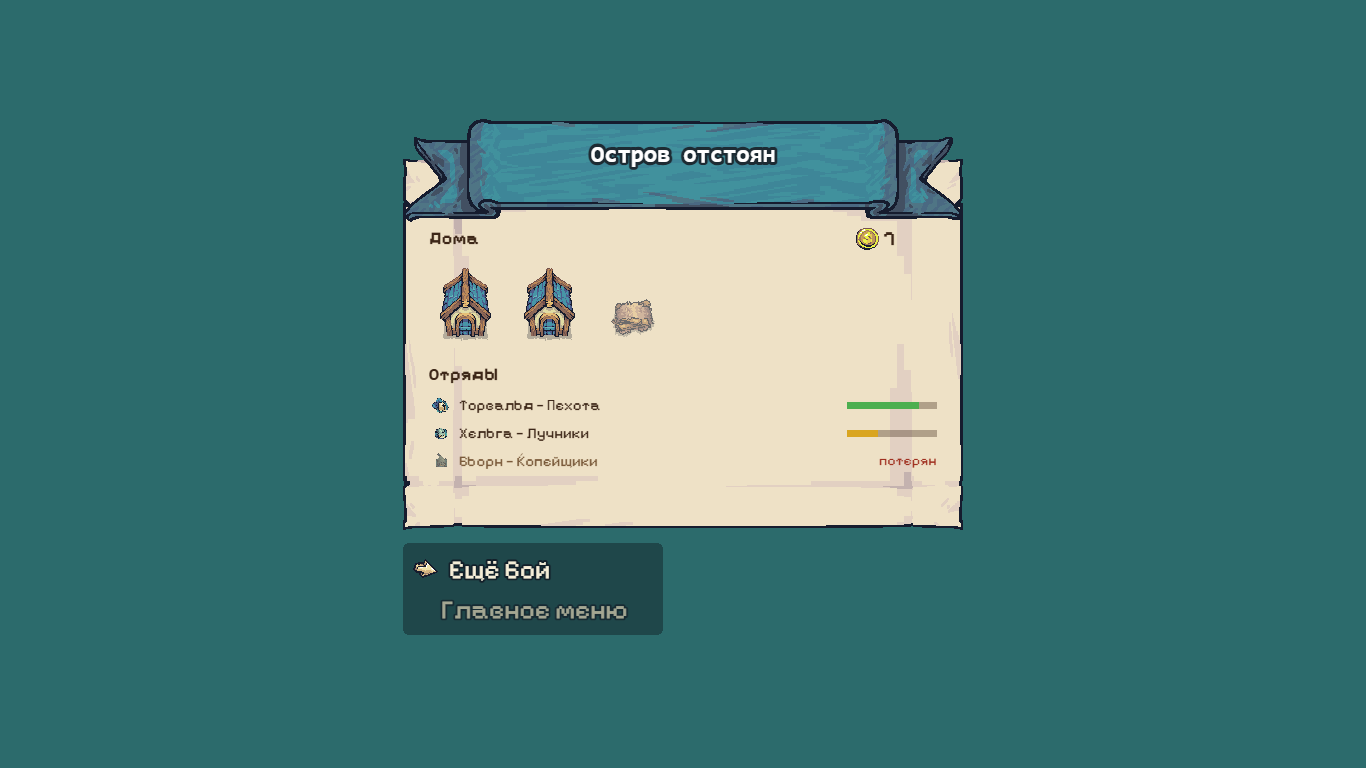 Остров отстоян
Дома
7
Отряды
Торвальд - Пехота
Хельга - Лучники
Бьорн - Копейщики
потерян
Ещё бой
Главное меню